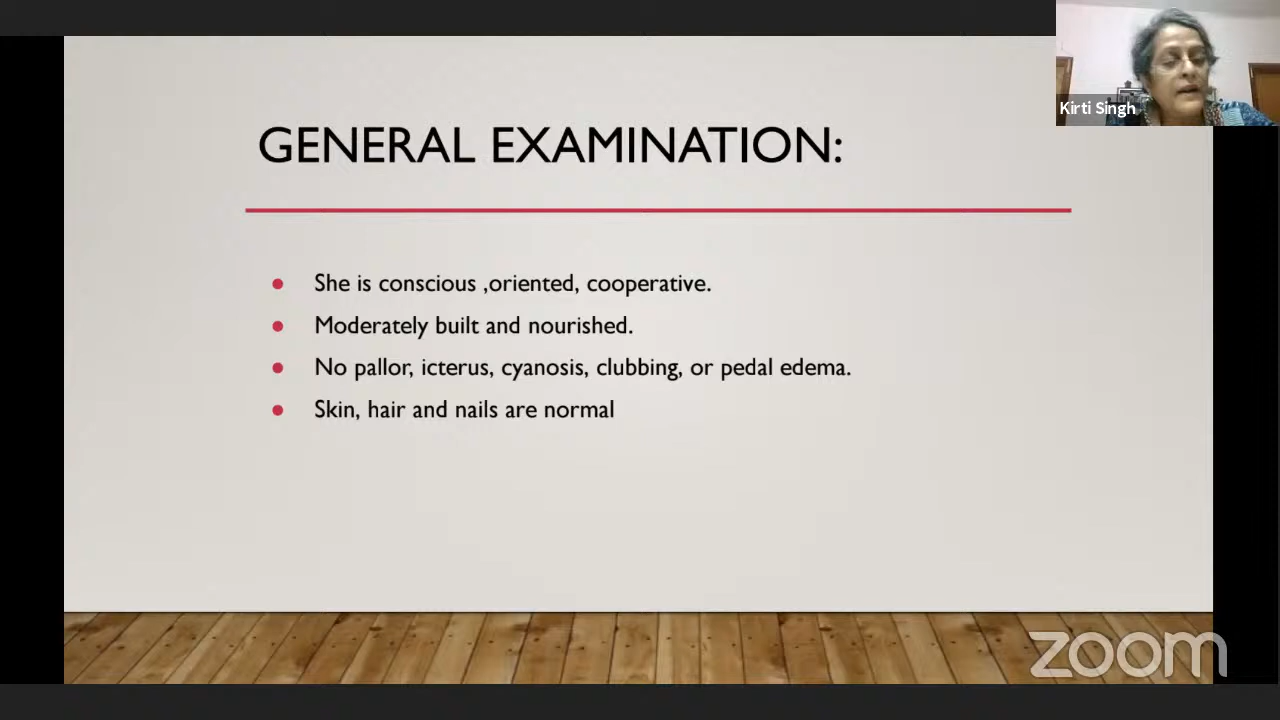 Kirti Singh
GENERAL EXAMINATION:
She is conscious ,oriented, cooperative.
Moderately built and nourished.
No pallor, icterus, cyanosis, clubbing, or pedal edema.
Skin, hair and nails are normal
zoom